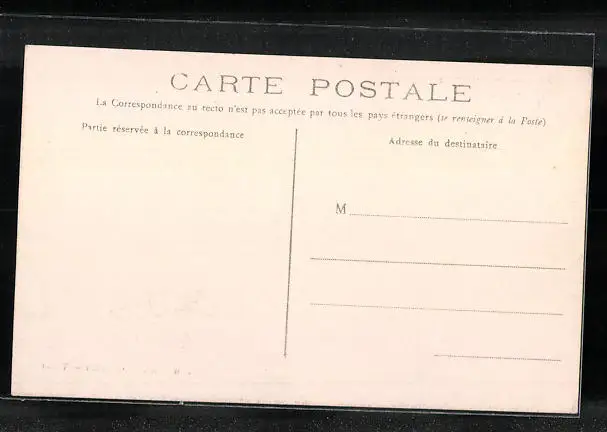 CARTE POSTALE
La Correspondance au recto n'est pas acceptée par tous les pays étrangers (se renseigner à la Poste)
Partie réservée à la correspondance
Adresse du destinataire
M